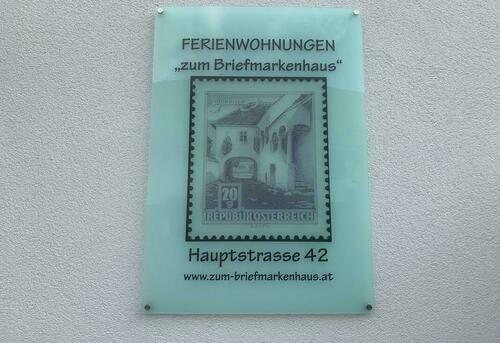 FERIENWOHNUNGEN
„zum Briefmarkenhaus“
20
REPUBLIK ÖSTERREICH
Hauptstrasse 42
www.zum-briefmarkenhaus.at